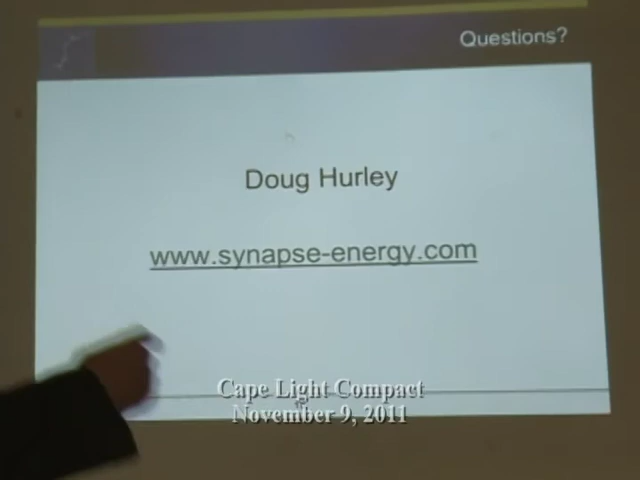 Questions?
Doug Hurley
www.synapse-energy.com
Cape Light Compact
November 9, 2011